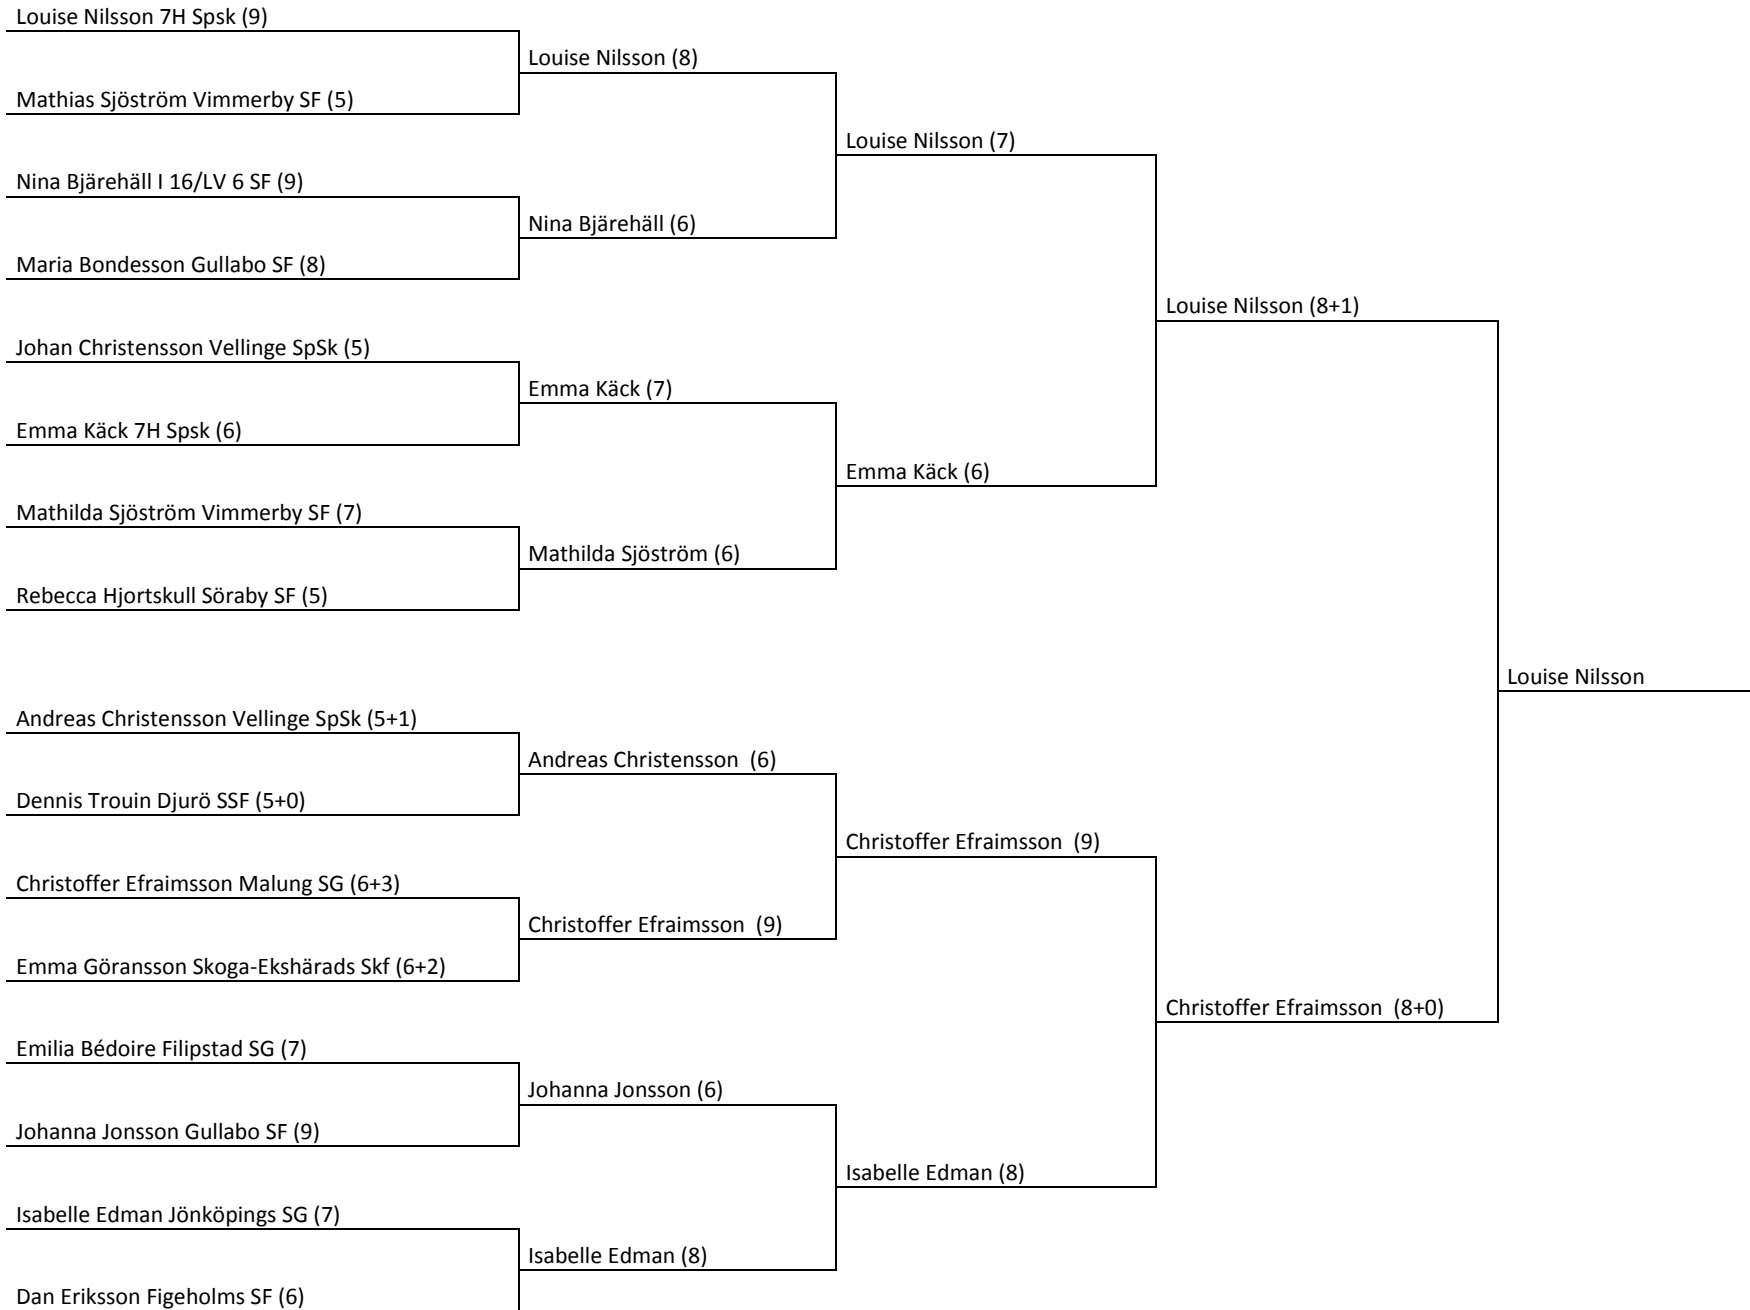 Louise Nilsson 7H Spsk (9)
Louise Nilsson (8)
Mathias Sjöström Vimmerby SF (5)
Louise Nilsson (7)
Nina Bjärehäll I 16/LV 6 SF (9)
Nina Bjärehäll (6)
Maria Bondesson Gullabo SF (8)
Louise Nilsson (8+1)
Johan Christensson Vellinge SpSk (5)
Emma Käck (7)
Emma Käck 7H Spsk (6)
Emma Käck (6)
Mathilda Sjöström Vimmerby SF (7)
Mathilda Sjöström (6)
Rebecca Hjortskull Söraby SF (5)
Louise Nilsson
Andreas Christensson Vellinge SpSk (5+1)
Andreas Christensson  (6)
Dennis Trouin Djurö SSF (5+0)
Christoffer Efraimsson  (9)
Christoffer Efraimsson Malung SG (6+3)
Christoffer Efraimsson  (9)
Emma Göransson Skoga-Ekshärads Skf (6+2)
Christoffer Efraimsson  (8+0)
Emilia Bédoire Filipstad SG (7)
Johanna Jonsson (6)
Johanna Jonsson Gullabo SF (9)
Isabelle Edman (8)
Isabelle Edman Jönköpings SG (7)
Isabelle Edman (8)
Dan Eriksson Figeholms SF (6)